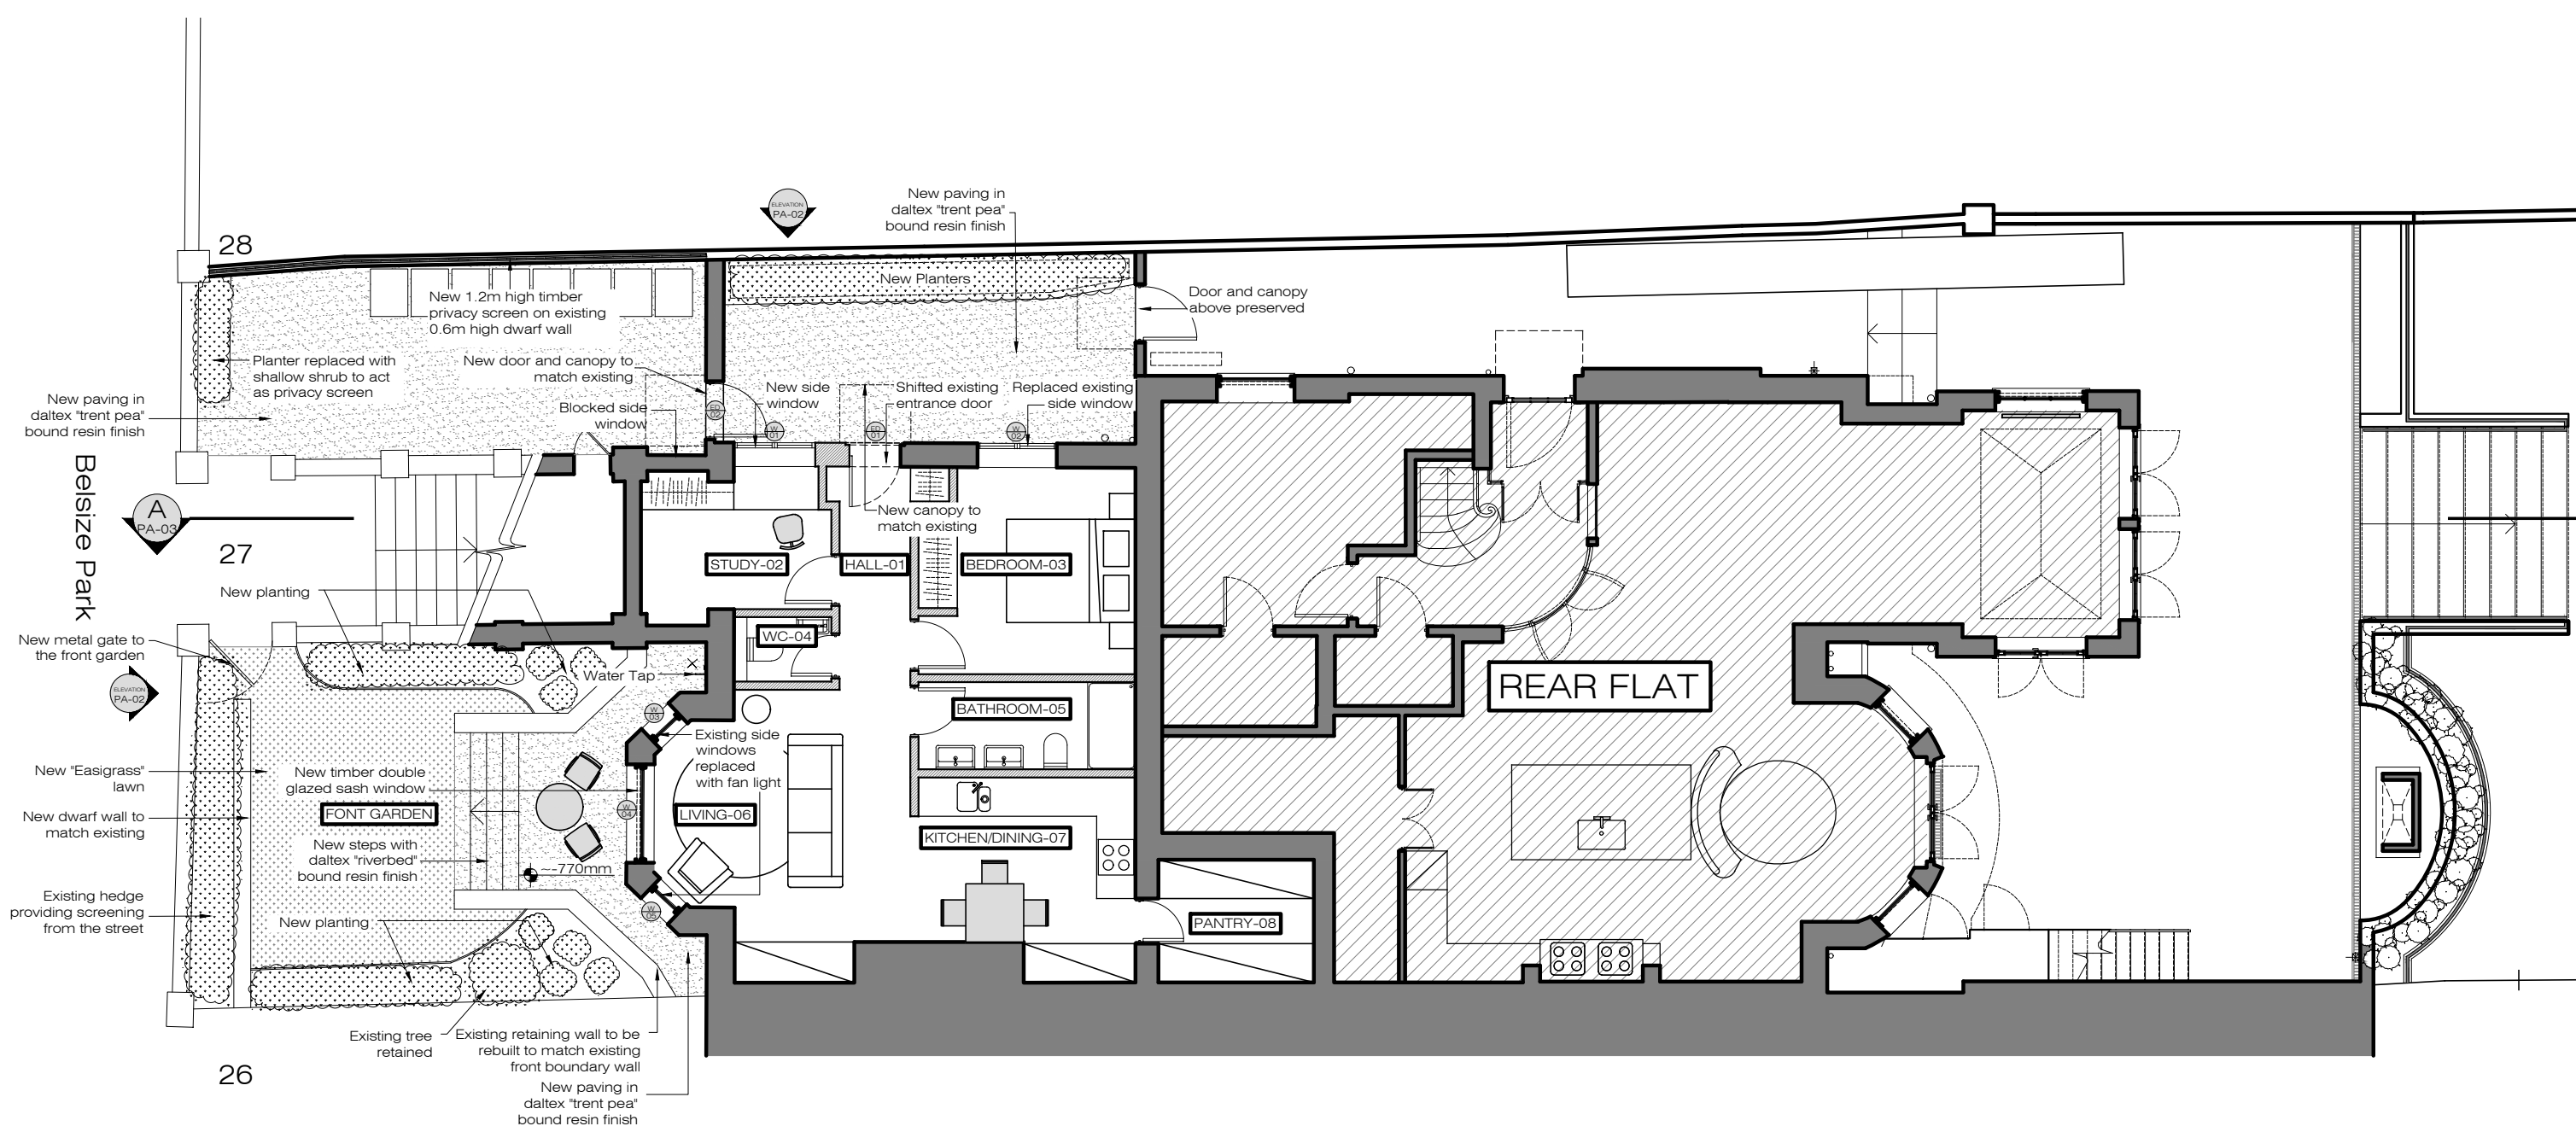 28
ELEVATION
PA-02
New paving in
daltex "trent pea"
bound resin finish
New Planters
New 1.2m high timber
privacy screen on existing
0.6m high dwarf wall
Door and canopy
above preserved
Planter replaced with
shallow shrub to act
as privacy screen
New door and canopy to
match existing
New side
window
Shifted existing
entrance door
Replaced existing
side window
New paving in
daltex "trent pea"
bound resin finish
Blocked side
window
ED
02
W
01
ED
01
W
02
Belsize Park
A
PA-03
27
New canopy to
match existing
STUDY-02
HALL-01
BEDROOM-03
New planting
New metal gate to
the front garden
WC-04
Water Tap
ELEVATION
PA-02
REAR FLAT
BATHROOM-05
W
03
Existing side
windows
replaced
with fan light
New "Easigrass"
lawn
New timber double
glazed sash window
FONT GARDEN
W
04
LIVING-06
New dwarf wall to
match existing
KITCHEN/DINING-07
New steps with
daltex "riverbed"
bound resin finish
--770mm
Existing hedge
providing screening
from the street
New planting
W
05
PANTRY-08
Existing tree
retained
Existing retaining wall to be
rebuilt to match existing
front boundary wall
26
New paving in
daltex "trent pea"
bound resin finish